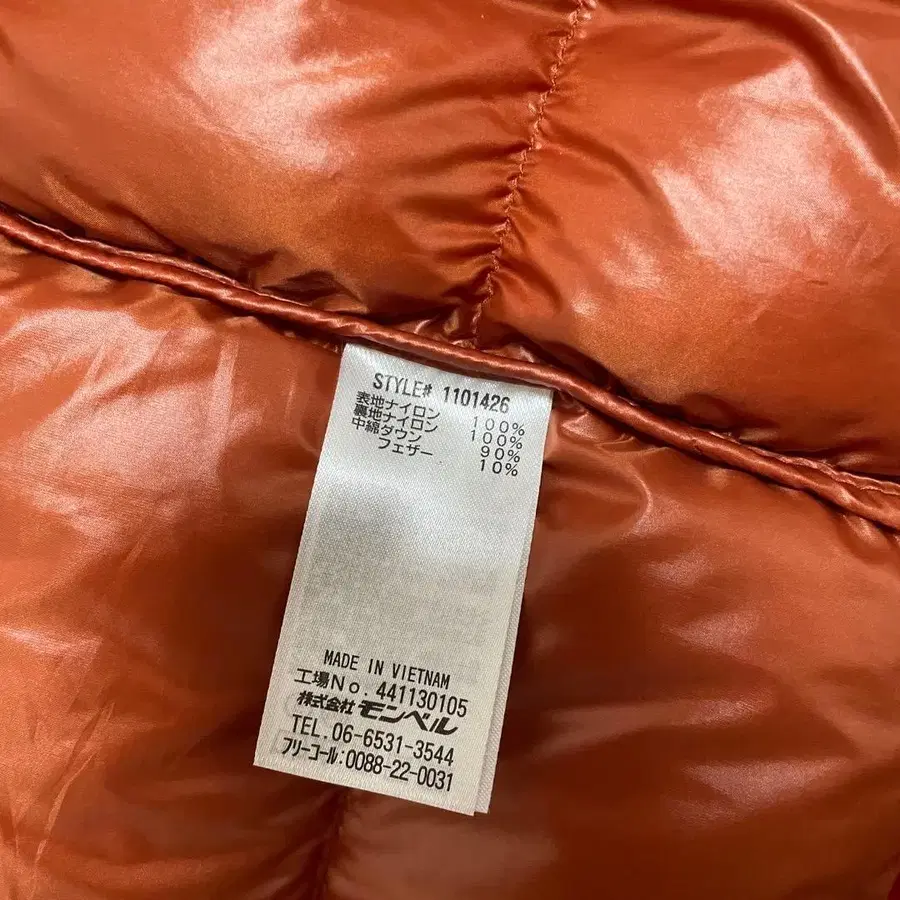 STYLE# 1101426
表地ナイロン 100%
裏地ナイロン 100%
中綿ダウン 90%
フェザー 10%
MADE IN VIETNAM
工場No. 441130105
株式会社 モンベル
TEL.06-6531-3544
フリーコール:0088-22-0031